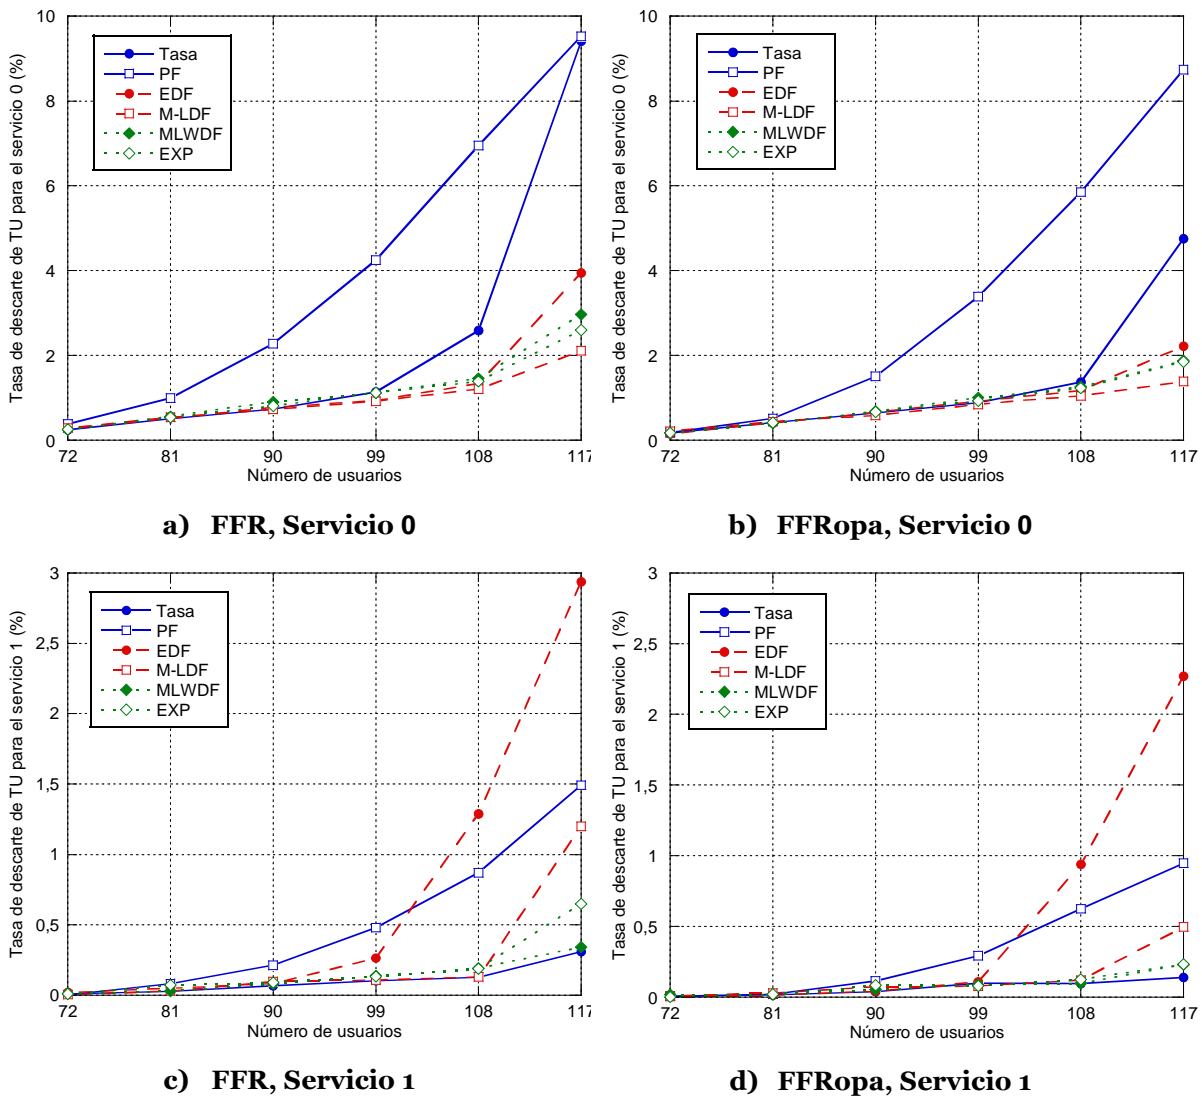 Tasa de descarte de TU para el servicio 0 (%)
10
8
6
4
2
0
Tasa
PF
EDF
M-LDF
MLWDF
EXP
72 81 90 99 108 117
Número de usuarios
a) FFR, Servicio 0
Tasa de descarte de TU para el servicio 0 (%)
10
8
6
4
2
0
Tasa
PF
EDF
M-LDF
MLWDF
EXP
72 81 90 99 108 117
Número de usuarios
b) FFRopa, Servicio 0
Tasa de descarte de TU para el servicio 1 (%)
3
2,5
2
1,5
1
0,5
0
Tasa
PF
EDF
M-LDF
MLWDF
EXP
72 81 90 99 108 117
Número de usuarios
c) FFR, Servicio 1
Tasa de descarte de TU para el servicio 1 (%)
3
2,5
2
1,5
1
0,5
0
Tasa
PF
EDF
M-LDF
MLWDF
EXP
72 81 90 99 108 117
Número de usuarios
d) FFRopa, Servicio 1